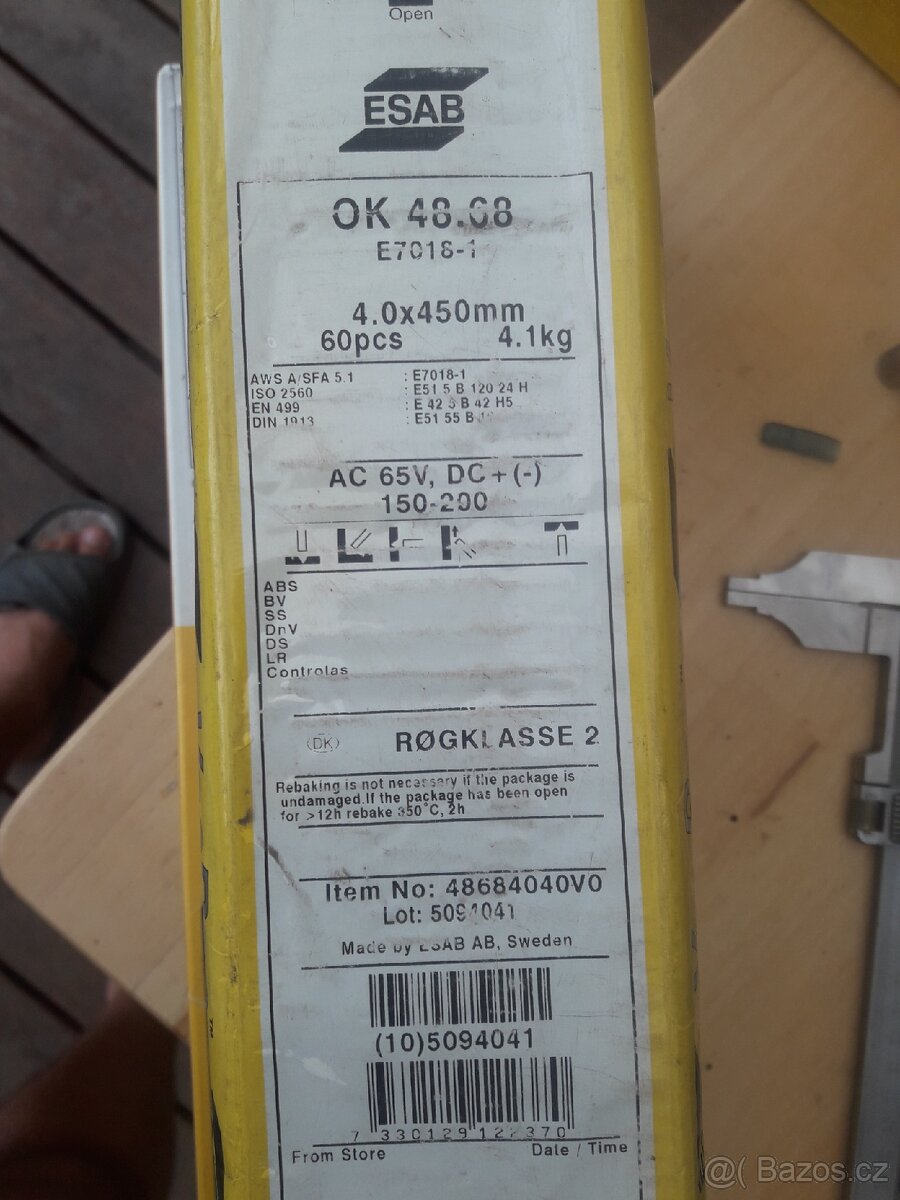 Open
ESAB
OK 48.68
E7018-1
4.0x450mm
60pcs 4.1kg
AWS A/SFA 5.1 : E7018-1
ISO 2560 : E51 5 B 120 24 H
EN 499 : E 42 3 B 42 H5
DIN 1913 : E51 55 B
AC 65V, DC+(-)
150-200
ABS
BV
SS
DnV
DS
LR
Controlas
DK RØGKLASSE 2
Rebaking is not necessary if the package is
undamaged.If the package has been open
for >12h rebake 350°C, 2h
Item No: 48684040V0
Lot: 5094041
Made by ESAB AB, Sweden
(10)5094041
7 330129 122370
From Store Date / Time
@( Bazos.cz